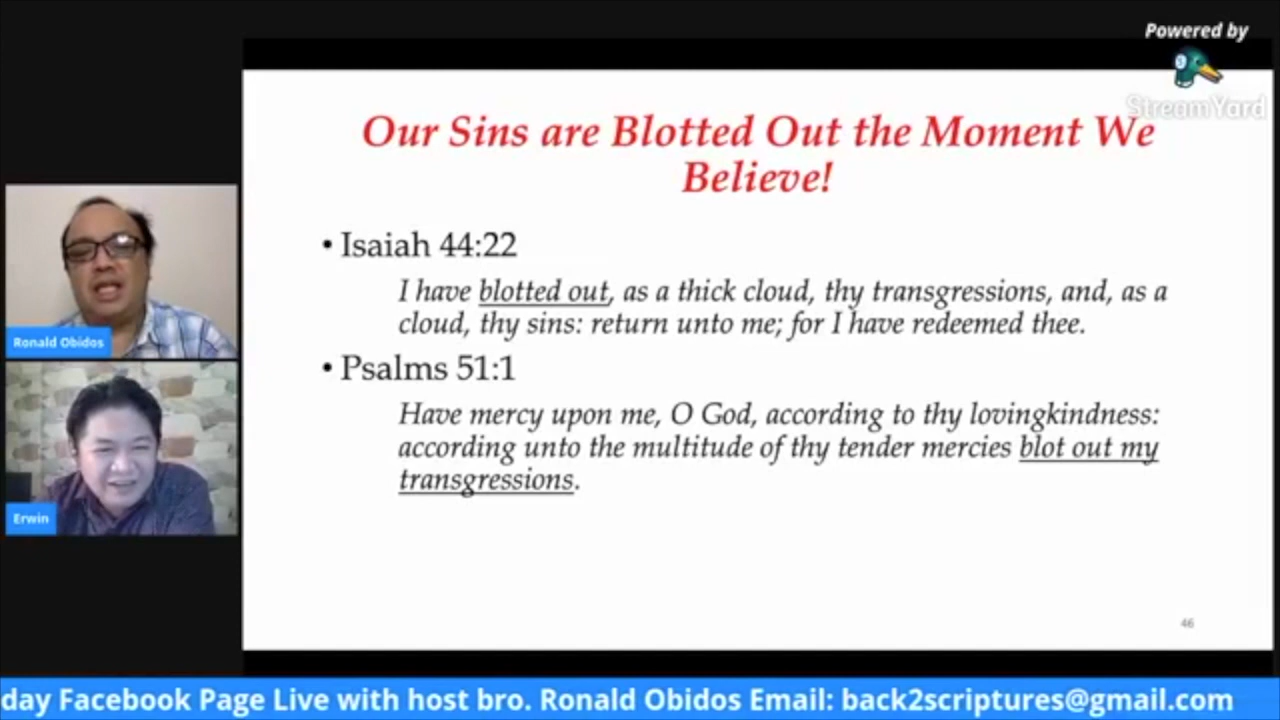 Powered by
StreamYard
Our Sins are Blotted Out the Moment We
Believe!
• Isaiah 44:22
I have blotted out, as a thick cloud, thy transgressions, and, as a
cloud, thy sins: return unto me; for I have redeemed thee.
• Psalms 51:1
Have mercy upon me, O God, according to thy lovingkindness:
according unto the multitude of thy tender mercies blot out my
transgressions.
46
Ronald Obidos
Erwin
day Facebook Page Live with host bro. Ronald Obidos Email: back2scriptures@gmail.com